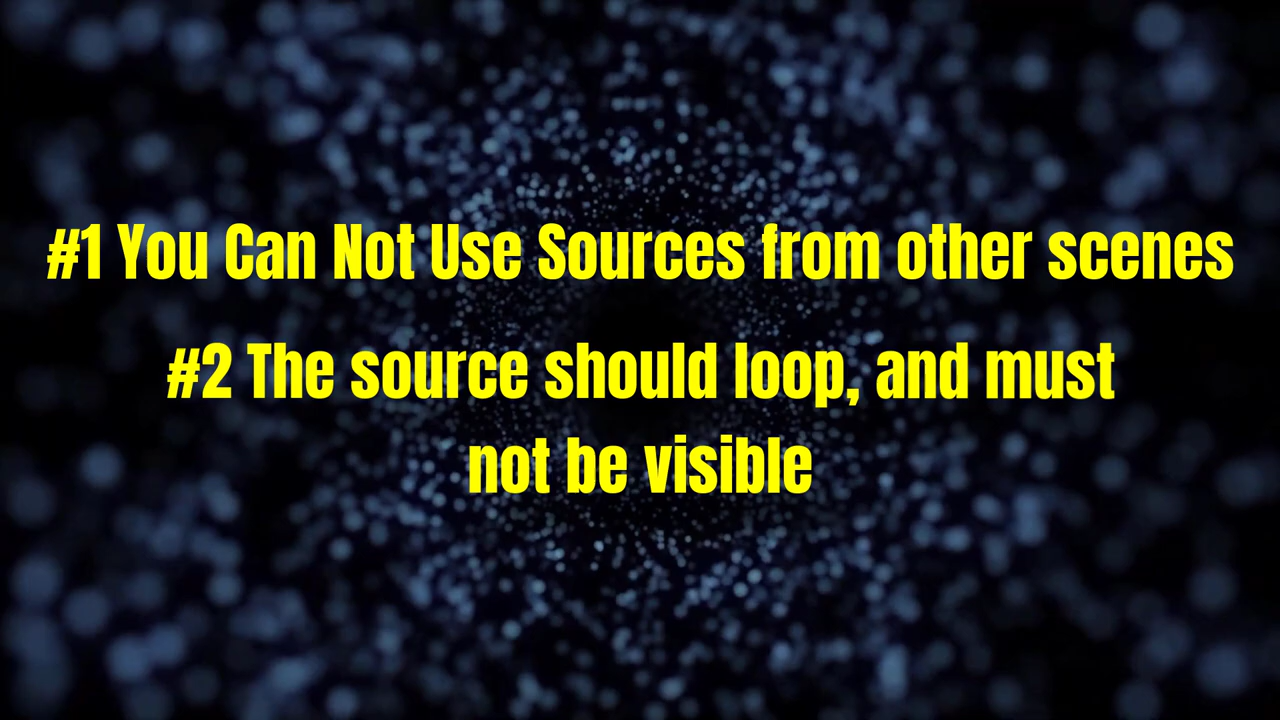 #1 You Can Not Use Sources from other scenes
#2 The source should loop, and must
not be visible